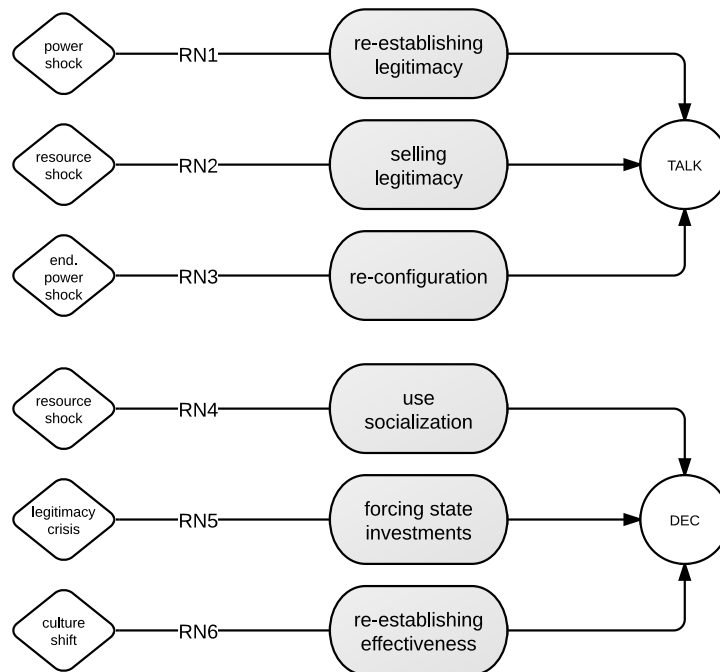 power
shock
RN1
re-establishing
legitimacy
resource
shock
RN2
selling
legitimacy
TALK
end.
power
shock
RN3
re-configuration
resource
shock
RN4
use
socialization
legitimacy
crisis
RN5
forcing state
investments
DEC
culture
shift
RN6
re-establishing
effectiveness